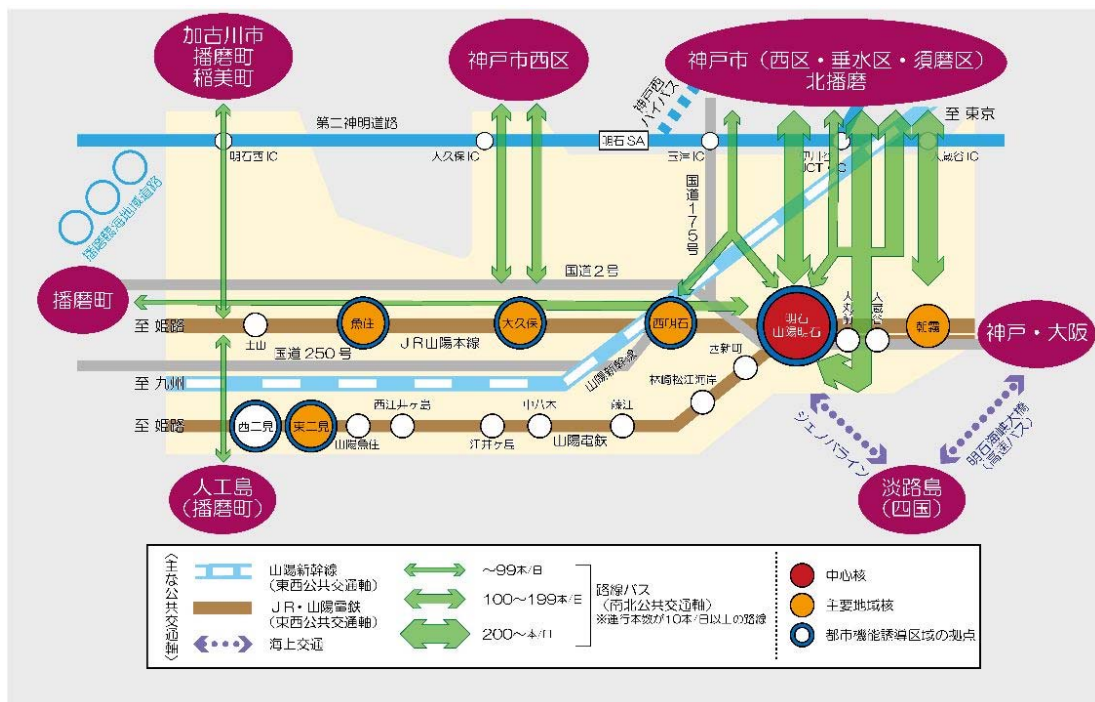 加古川市
播磨町
稲美町
神戸市西区
神戸市（西区・垂水区・須磨区）
北播磨
神戸西
バイパス
至 東京
第二神明道路
明石西IC
大久保IC
明石SA
玉津IC
JCT・IC
大蔵谷IC
播磨臨海地域道路
国道175号
国道2号
播磨町
至 姫路
土山
魚住
JR山陽本線
大久保
西明石
明石
山陽明石
人丸前
大蔵谷
朝霧
神戸・大阪
国道250号
山陽新幹線
西新町
林崎松江海岸
至 九州
至 姫路
西二見
東二見
山陽魚住
西江井ヶ島
江井ヶ島
中八木
藤江
山陽電鉄
ジェノバライン
明石海峡大橋
（高速バス）
人工島
（播磨町）
淡路島
（四国）
〈主な公共交通軸〉
山陽新幹線
（東西公共交通軸）
JR・山陽電鉄
（東西公共交通軸）
海上交通
～99本/日
100～199本/日
200～本/日
路線バス
（南北公共交通軸）
※運行本数が10本/日以上の路線
中心核
主要地域核
都市機能誘導区域の拠点